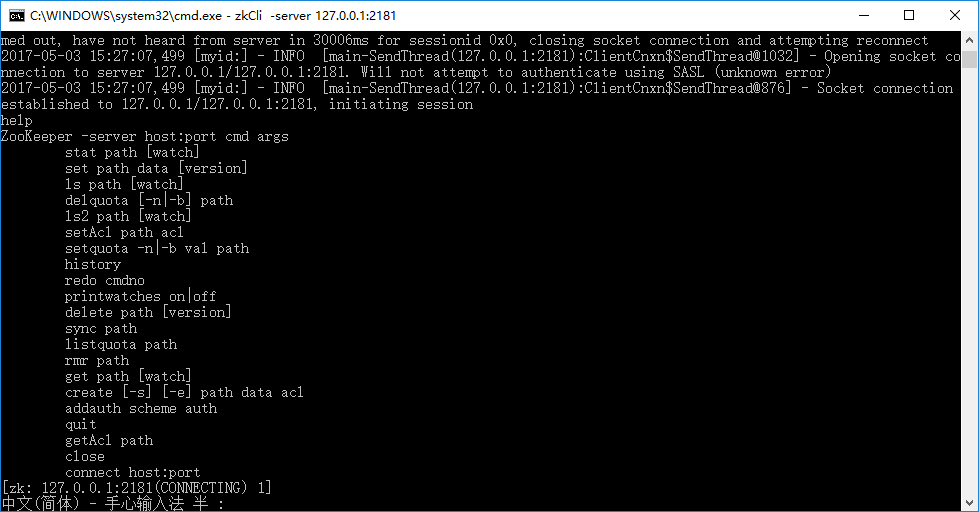 C:\WINDOWS\system32\cmd.exe - zkCli  -server 127.0.0.1:2181
med out, have not heard from server in 30006ms for sessionid 0x0, closing socket connection and attempting reconnect
2017-05-03 15:27:07,499 [myid:] - INFO  [main-SendThread(127.0.0.1:2181):ClientCnxn$SendThread@1032] - Opening socket co
nnection to server 127.0.0.1/127.0.0.1:2181. Will not attempt to authenticate using SASL (unknown error)
2017-05-03 15:27:07,499 [myid:] - INFO  [main-SendThread(127.0.0.1:2181):ClientCnxn$SendThread@876] - Socket connection
established to 127.0.0.1/127.0.0.1:2181, initiating session
help
ZooKeeper -server host:port cmd args
        stat path [watch]
        set path data [version]
        ls path [watch]
        delquota [-n|-b] path
        ls2 path [watch]
        setAcl path acl
        setquota -n|-b val path
        history
        redo cmdno
        printwatches on|off
        delete path [version]
        sync path
        listquota path
        rmr path
        get path [watch]
        create [-s] [-e] path data acl
        addauth scheme auth
        quit
        getAcl path
        close
        connect host:port
[zk: 127.0.0.1:2181(CONNECTING) 1]
中文(简体) - 手心输入法 半 :